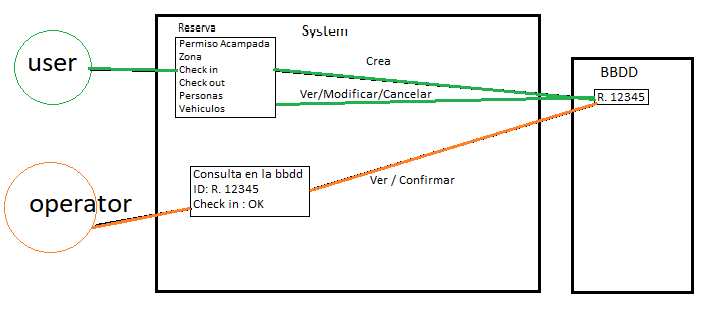 Reserva
System
Permiso Acampada
Zona
Check in
Check out
Personas
Vehiculos
user
Crea
Ver/Modificar/Cancelar
BBDD
R. 12345
Consulta en la bbdd
ID: R. 12345
Check in : OK
operator
Ver / Confirmar